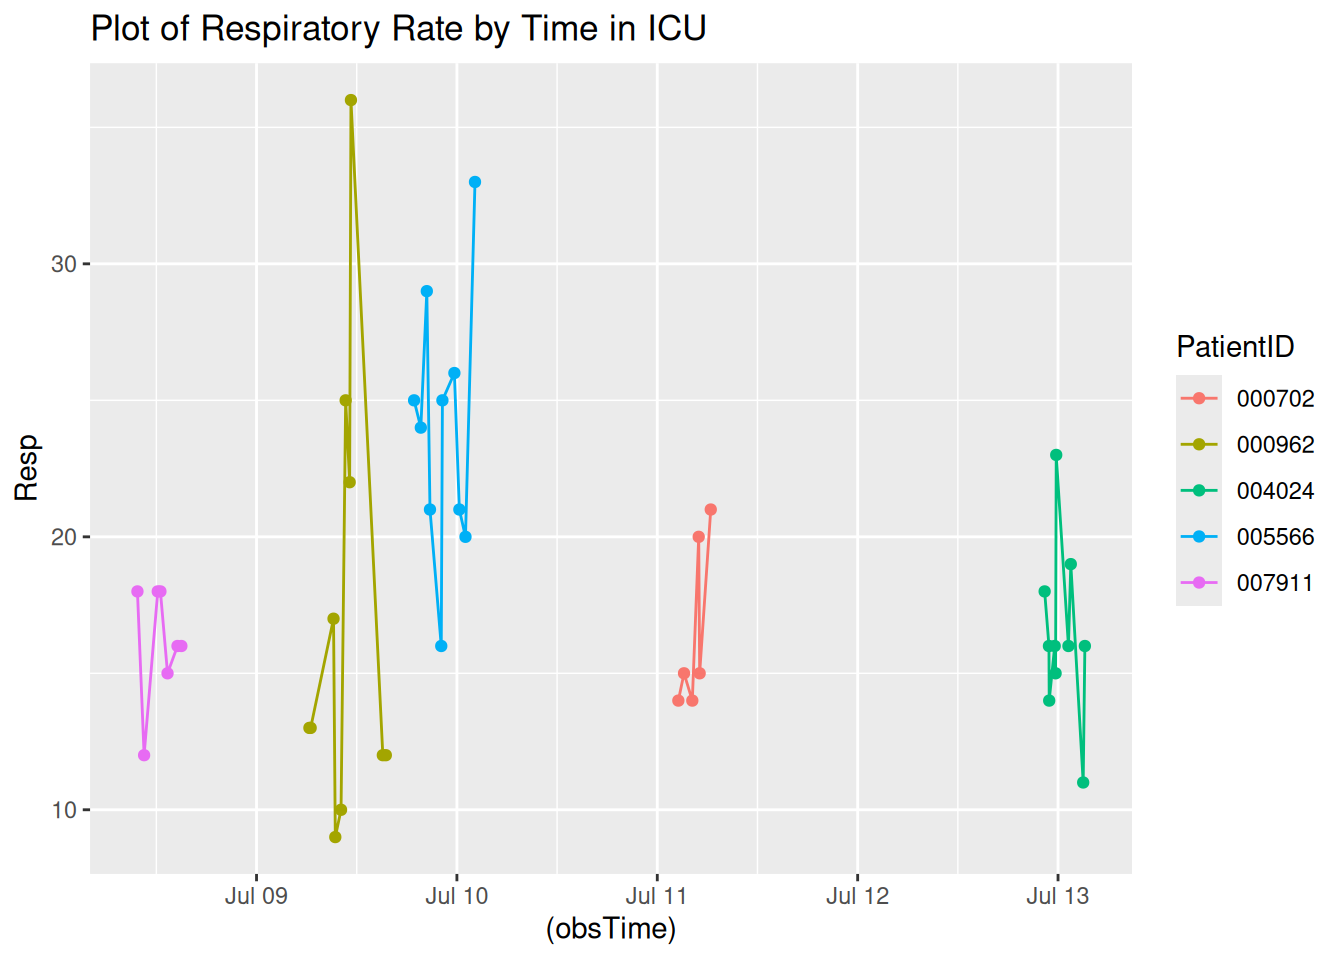 Plot of Respiratory Rate by Time in ICU
Resp
30
20
10
Jul 09 Jul 10 Jul 11 Jul 12 Jul 13
(obsTime)
PatientID
000702
000962
004024
005566
007911